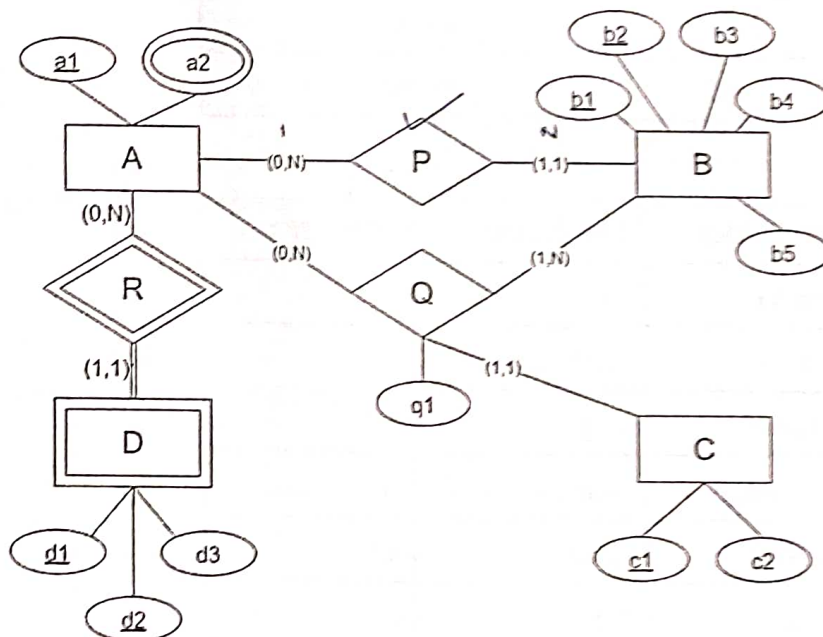 b2 b3
a1 a2
b1 b4
1 N
A (0,N) P (1,1) B
(0,N)
b5
(0,N) (1,N)
R Q
(1,1) (1,1)
q1
D C
d1 d3 c1 c2
d2